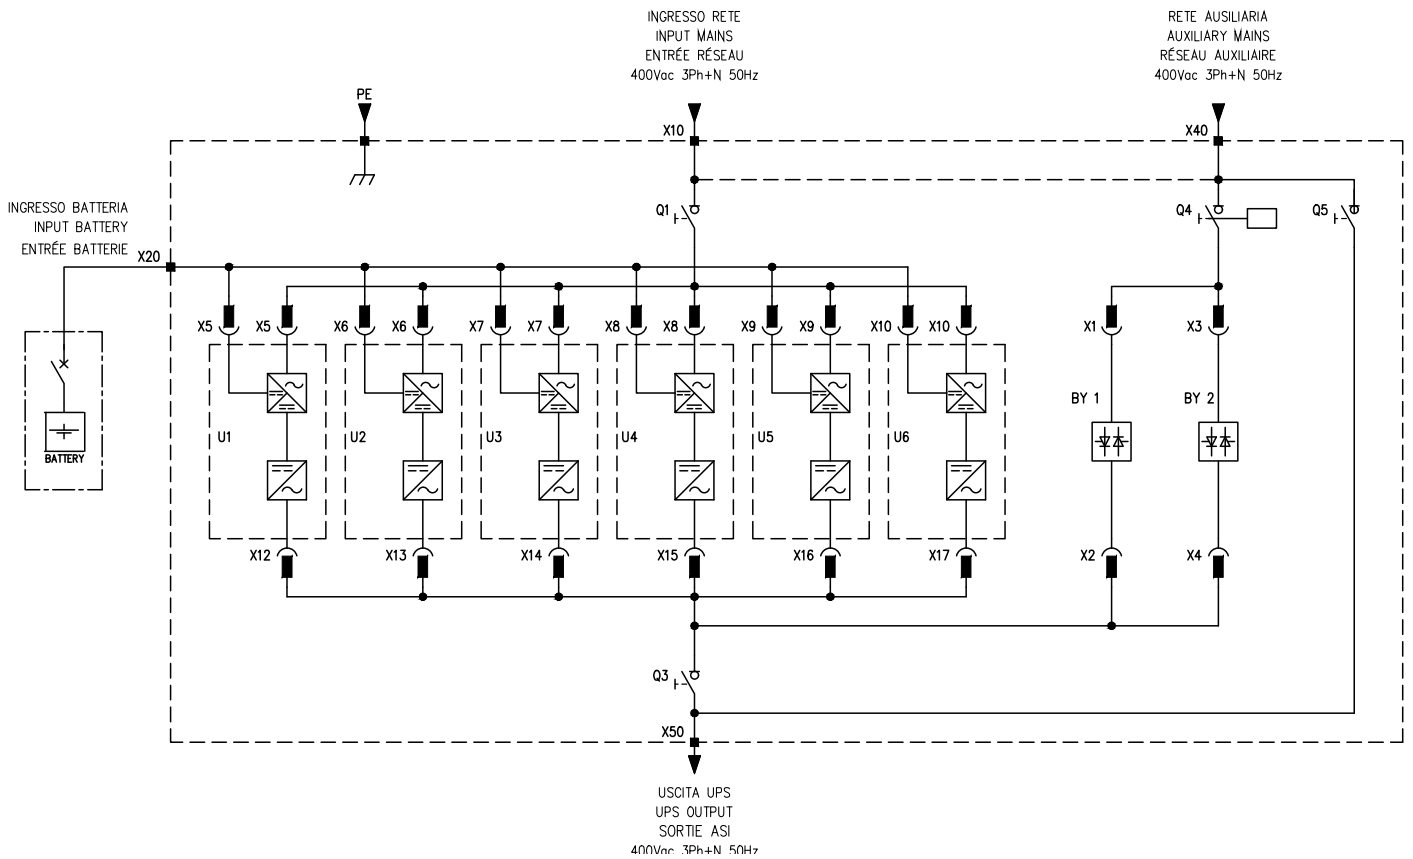 INGRESSO RETE
INPUT MAINS
ENTRÉE RÉSEAU
400Vac 3Ph+N 50Hz
RETE AUSILIARIA
AUXILIARY MAINS
RÉSEAU AUXILIAIRE
400Vac 3Ph+N 50Hz
PE
X10
X40
INGRESSO BATTERIA
INPUT BATTERY
ENTRÉE BATTERIE
X20
Q1
Q4
Q5
X5 X5 X6 X6 X7 X7 X8 X8 X9 X9 X10 X10 X1 X3
BY 1 BY 2
U1 U2 U3 U4 U5 U6
BATTERY
X12 X13 X14 X15 X16 X17 X2 X4
Q3
X50
USCITA UPS
UPS OUTPUT
SORTIE ASI
400Vac 3Ph+N 50Hz